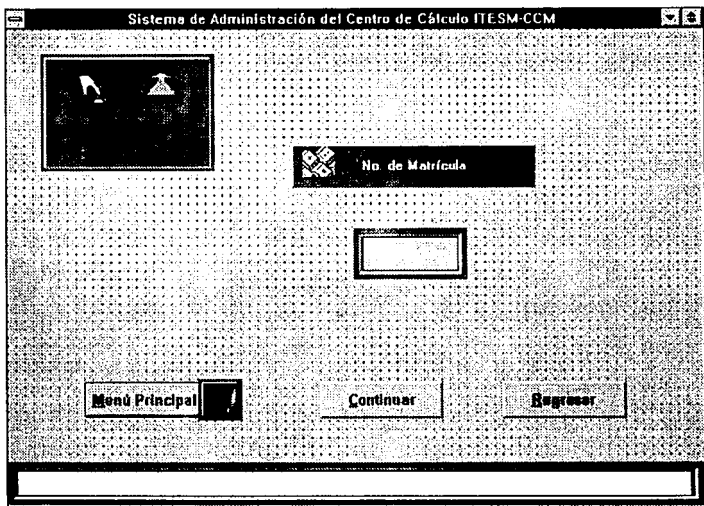 Sistema de Administración del Centro de Cálculo ITESM-CCM
No. de Matrícula
Menú Principal
Continuar
Regresar